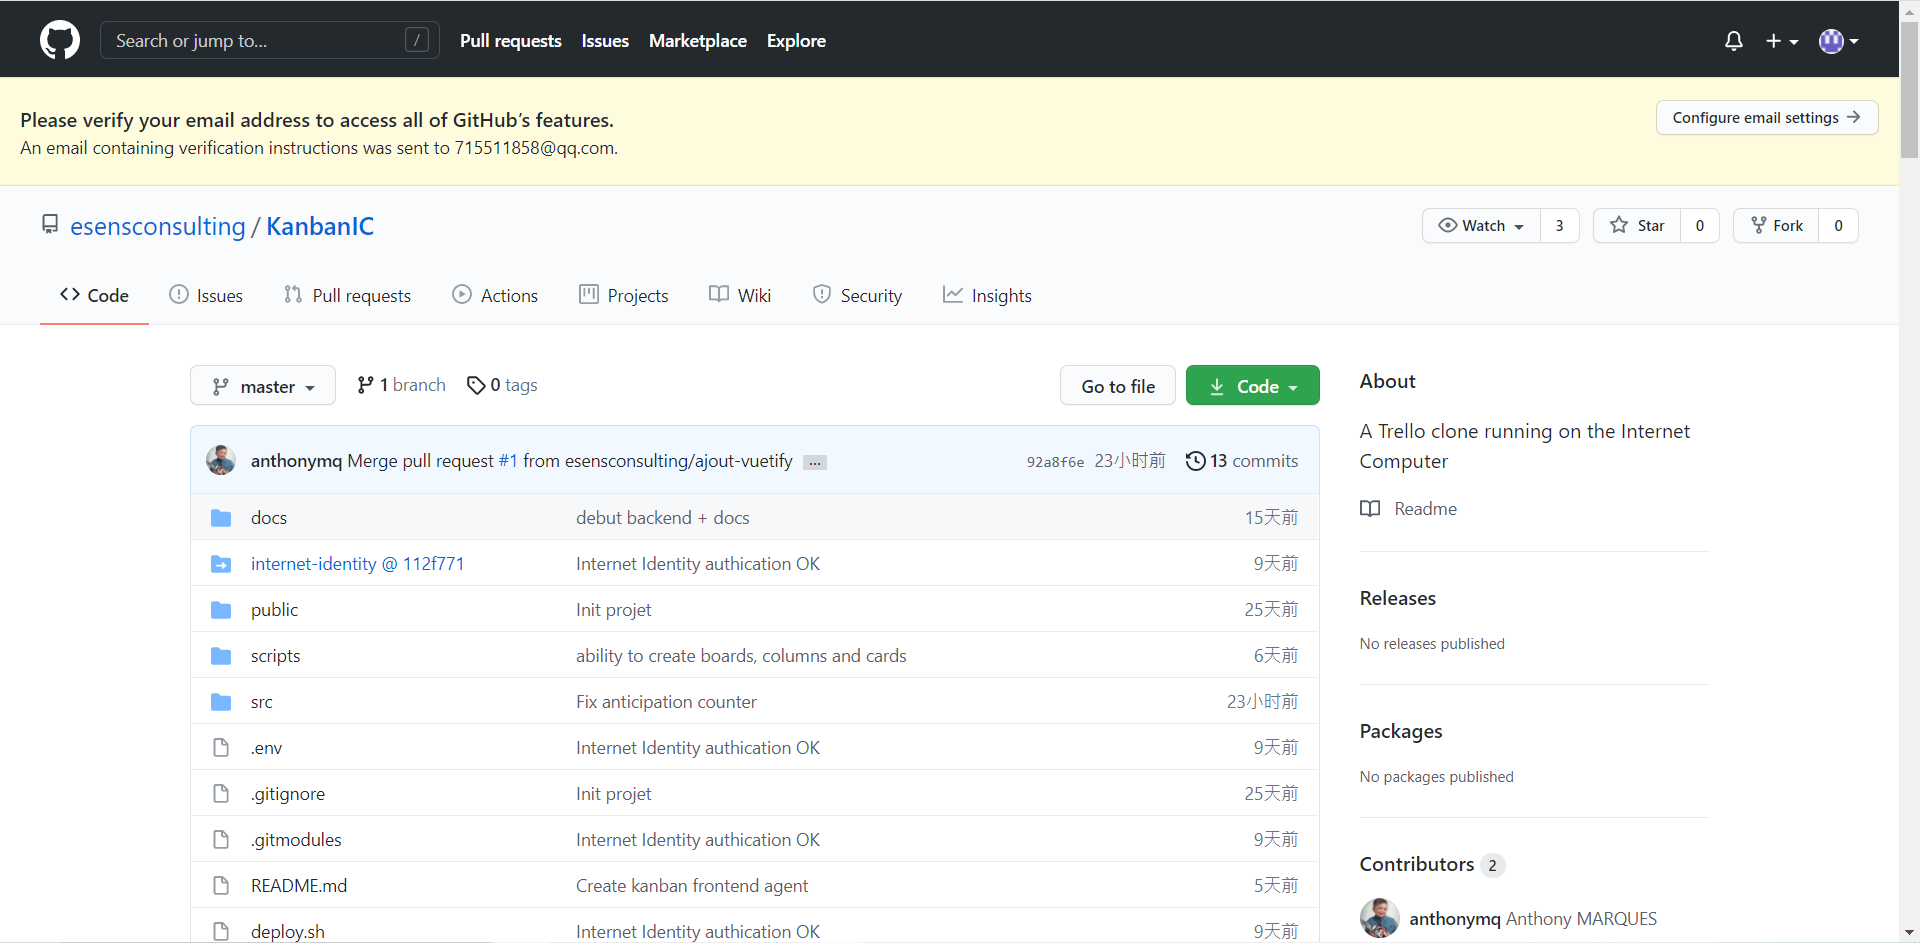 Search or jump to... /
Pull requests Issues Marketplace Explore
Please verify your email address to access all of GitHub's features.
An email containing verification instructions was sent to 715511858@qq.com.
Configure email settings →
esensconsulting / KanbanIC
Watch 3 Star 0 Fork 0
Code Issues Pull requests Actions Projects Wiki Security Insights
master 1 branch 0 tags Go to file Code
anthonymq Merge pull request #1 from esensconsulting/ajout-vuetify ... 92a8f6e 23小时前 13 commits
docs debut backend + docs 15天前
internet-identity @ 112f771 Internet Identity authication OK 9天前
public Init projet 25天前
scripts ability to create boards, columns and cards 6天前
src Fix anticipation counter 23小时前
.env Internet Identity authication OK 9天前
.gitignore Init projet 25天前
.gitmodules Internet Identity authication OK 9天前
README.md Create kanban frontend agent 5天前
deploy.sh Internet Identity authication OK 9天前
About
A Trello clone running on the Internet
Computer
Readme
Releases
No releases published
Packages
No packages published
Contributors 2
anthonymq Anthony MARQUES